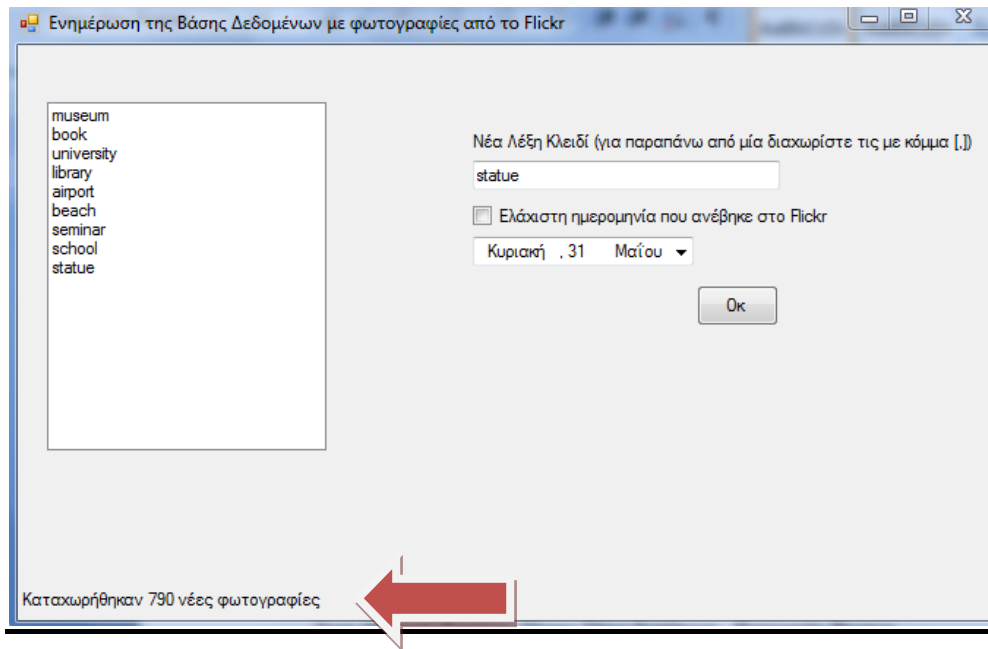 Ενημέρωση της Βάσης Δεδομένων με φωτογραφίες από το Flickr
museum
book
university
library
airport
beach
seminar
school
statue
Νέα Λέξη Κλειδί (για παραπάνω από μία διαχωρίστε τις με κόμμα [,])
statue
Ελάχιστη ημερομηνία που ανέβηκε στο Flickr
Κυριακή , 31 Μαΐου
Οκ
Καταχωρήθηκαν 790 νέες φωτογραφίες